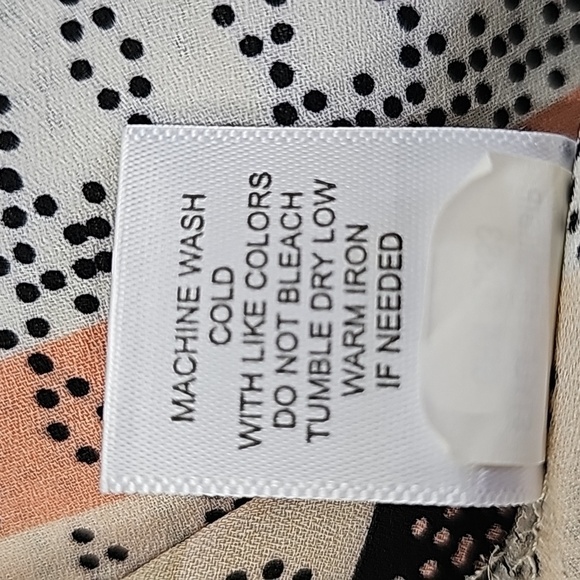 MACHINE WASH
COLD
WITH LIKE COLORS
DO NOT BLEACH
TUMBLE DRY LOW
WARM IRON
IF NEEDED